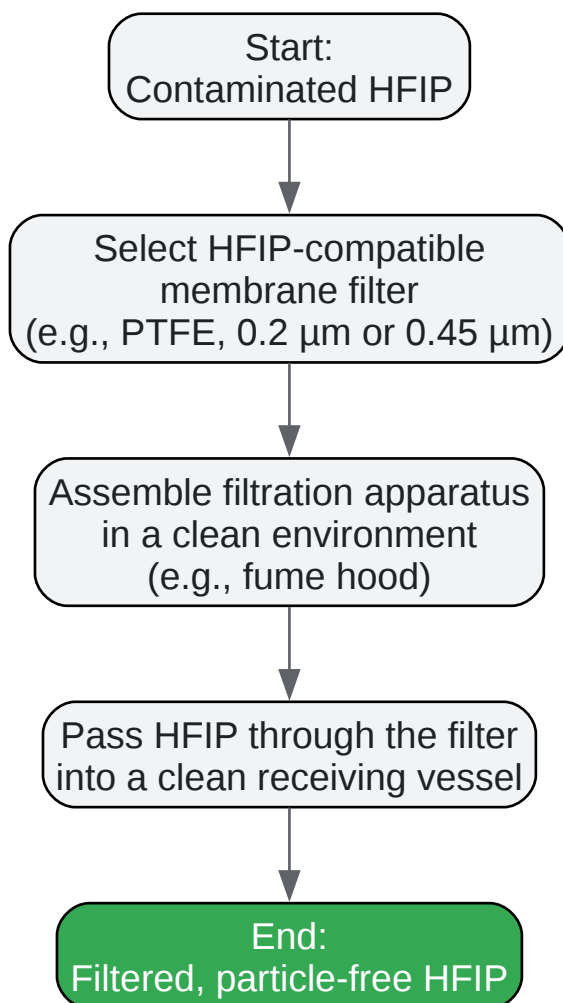 Start:
Contaminated HFIP
Select HFIP-compatible
membrane filter
(e.g., PTFE, 0.2 µm or 0.45 µm)
Assemble filtration apparatus
in a clean environment
(e.g., fume hood)
Pass HFIP through the filter
into a clean receiving vessel
End:
Filtered, particle-free HFIP